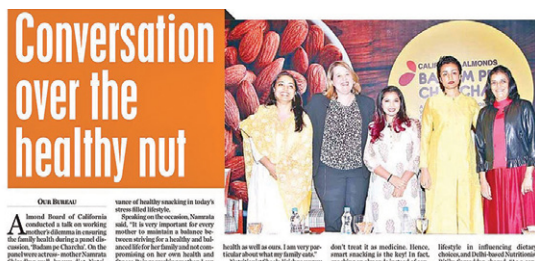 Conversation
over the
healthy nut
CALIFORNIA ALMONDS
OUR BUREAU
Almond Board of California
conducted a talk on working
mother's dilemma in ensuring
the family health during a panel dis-
cussion, 'Badam pe Charcha'. On the
panel were actress- mother Namrata
vance of healthy snacking in today's
stress filled lifestyle.
Speaking on the occasion, Namrata
said, "It is very important for every
mother to maintain a balance be-
tween striving for a healthy and bal-
anced life for her family and not com-
promising on her own health and
health as well as ours. I am very par-
ticular about what my family eats."
don't treat it as medicine. Hence,
smart snacking is the key! In fact,
lifestyle in influencing dietary
choices, and Delhi-based Nutritionist